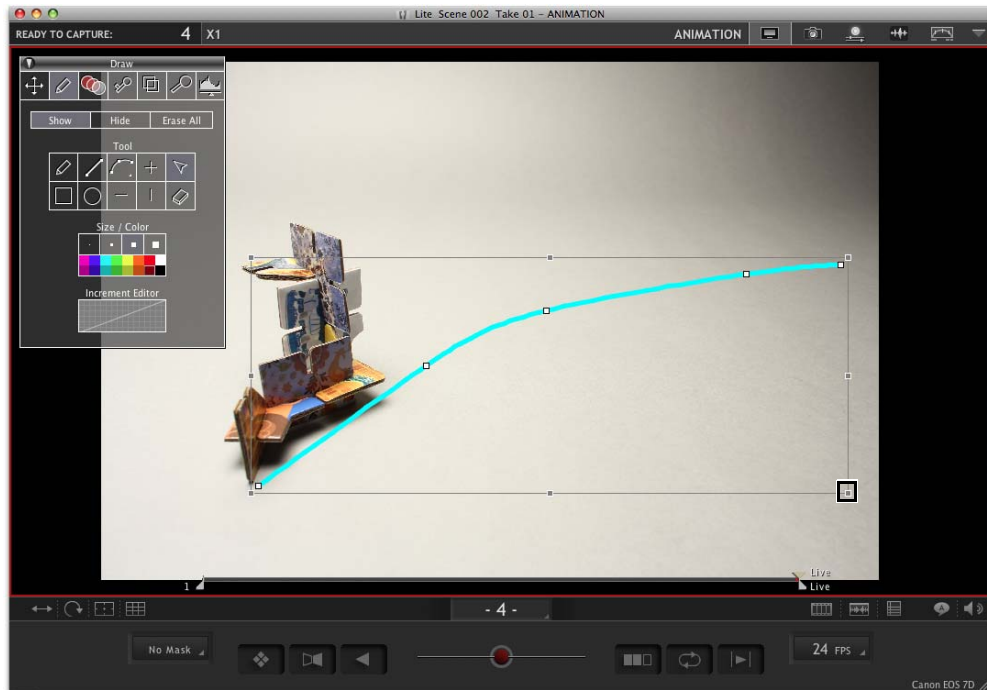 Lite Scene 002 Take 01 – ANIMATION
READY TO CAPTURE: 4 X1 ANIMATION
Draw
Show Hide Erase All
Tool
Size / Color
Increment Editor
Live
1 Live
- 4 -
No Mask 24 FPS
Canon EOS 7D